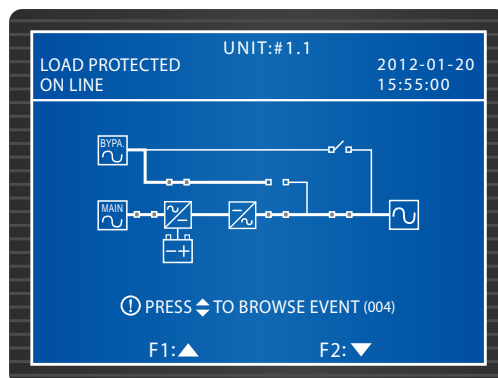 UNIT:#1.1
LOAD PROTECTED
2012-01-20
ON LINE
15:55:00
BYPA.
MAIN
PRESS TO BROWSE EVENT (004)
F1:
F2: